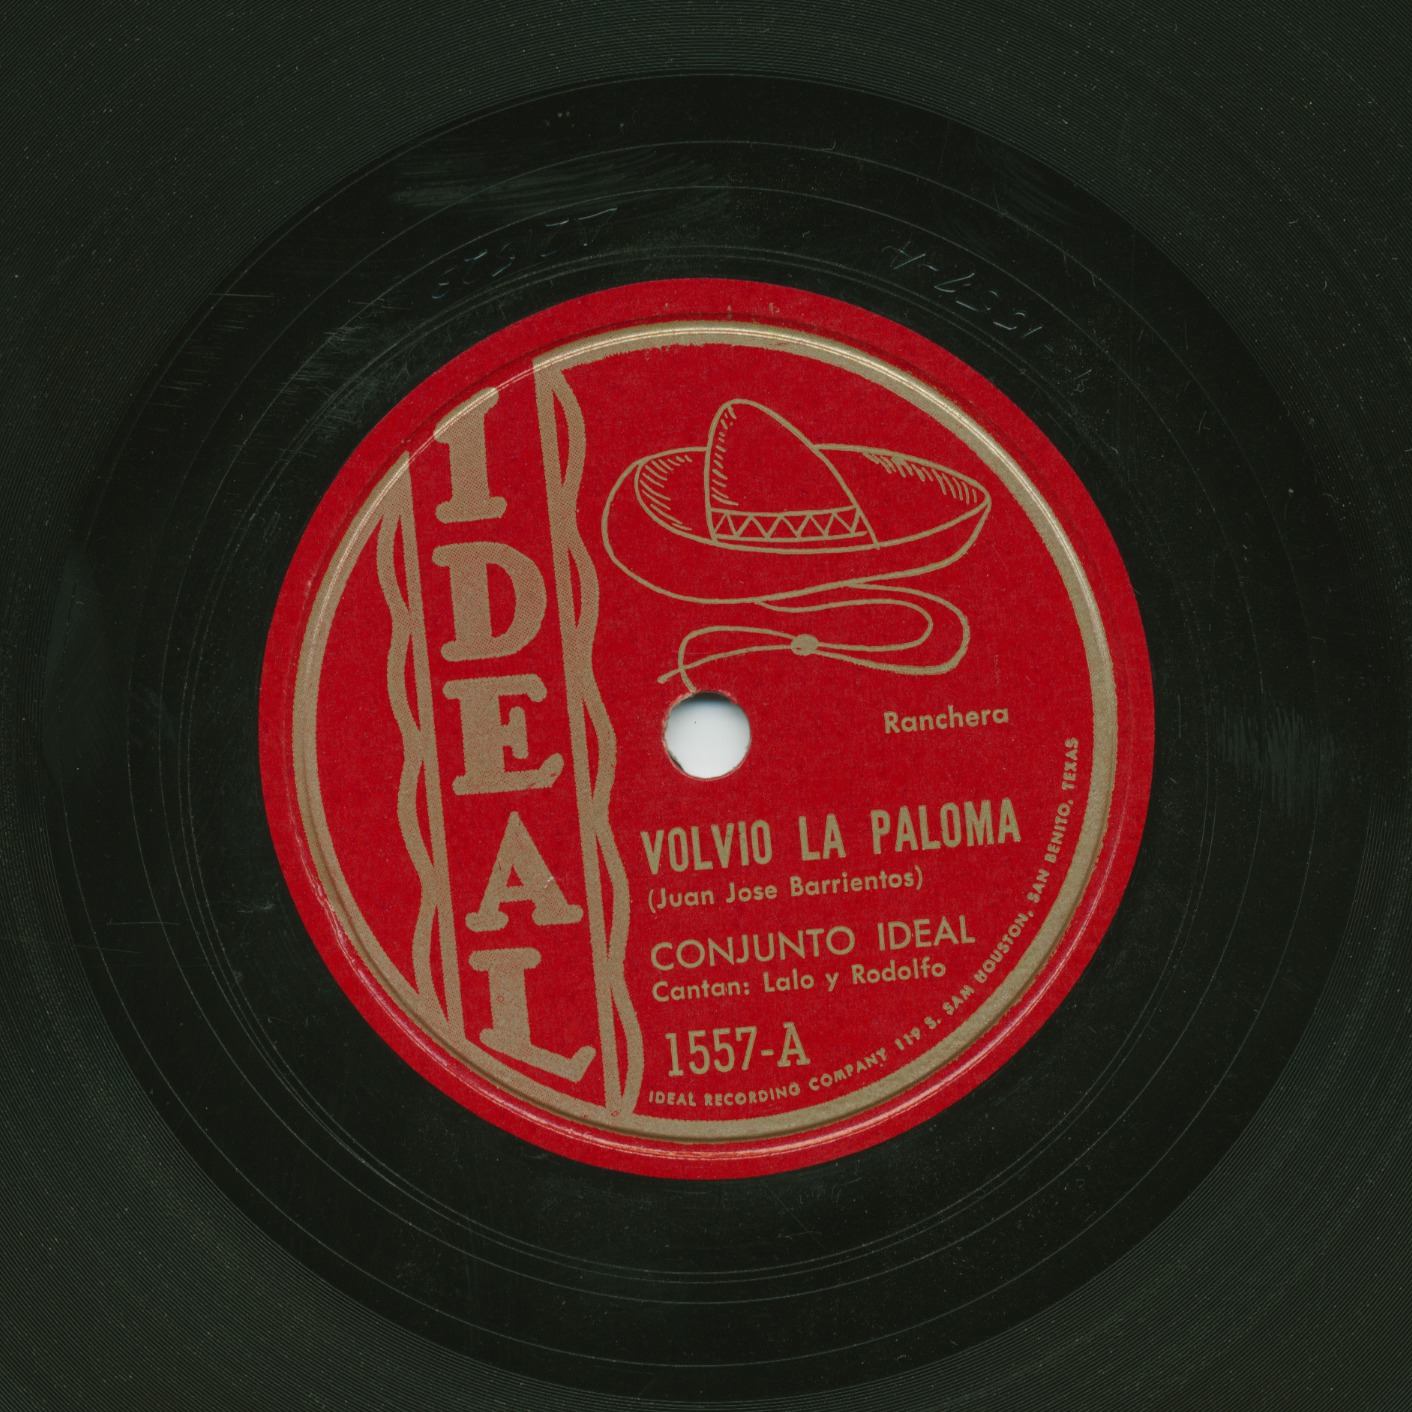 IDEAL
Ranchera
VOLVIO LA PALOMA
(Juan Jose Barrientos)
CONJUNTO IDEAL
Cantan: Lalo y Rodolfo
1557-A
IDEAL RECORDING COMPANY 119 S. SAM HOUSTON, SAN BENITO, TEXAS